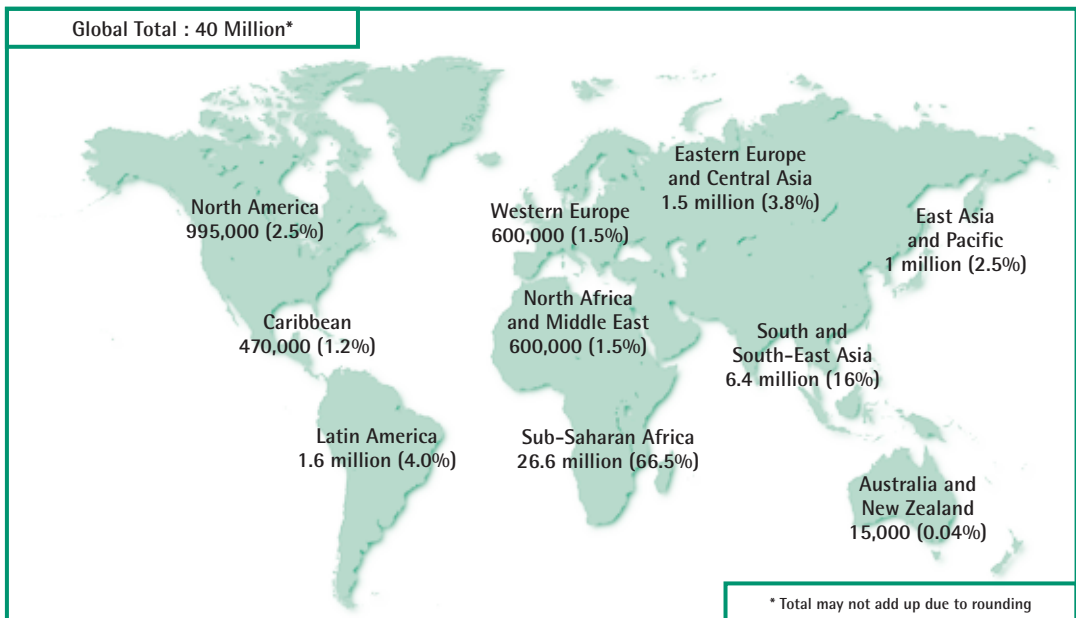 Global Total : 40 Million*
Eastern Europe
and Central Asia
1.5 million (3.8%)
North America
995,000 (2.5%)
Western Europe
600,000 (1.5%)
East Asia
and Pacific
1 million (2.5%)
North Africa
and Middle East
600,000 (1.5%)
Caribbean
470,000 (1.2%)
South and
South-East Asia
6.4 million (16%)
Latin America
1.6 million (4.0%)
Sub-Saharan Africa
26.6 million (66.5%)
Australia and
New Zealand
15,000 (0.04%)
* Total may not add up due to rounding